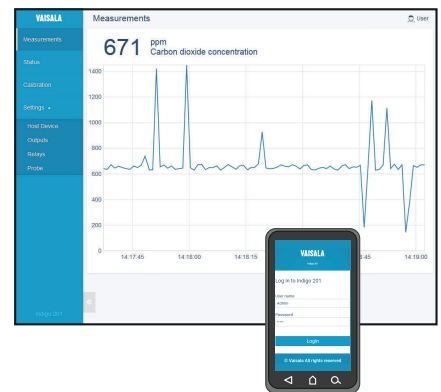 VAISALA
Measurements
User
Measurements
Status
Calibration
Settings
Host Device
Outputs
Relays
Probe
Indigo 201
671 ppm
Carbon dioxide concentration
1400
1200
1000
800
600
400
200
0
14:17:45
14:18:00
14:18:15
:45
14:19:00
VAISALA
Log in to Indigo 201
User name
Admin
Password
Login
© Vaisala All rights reserved